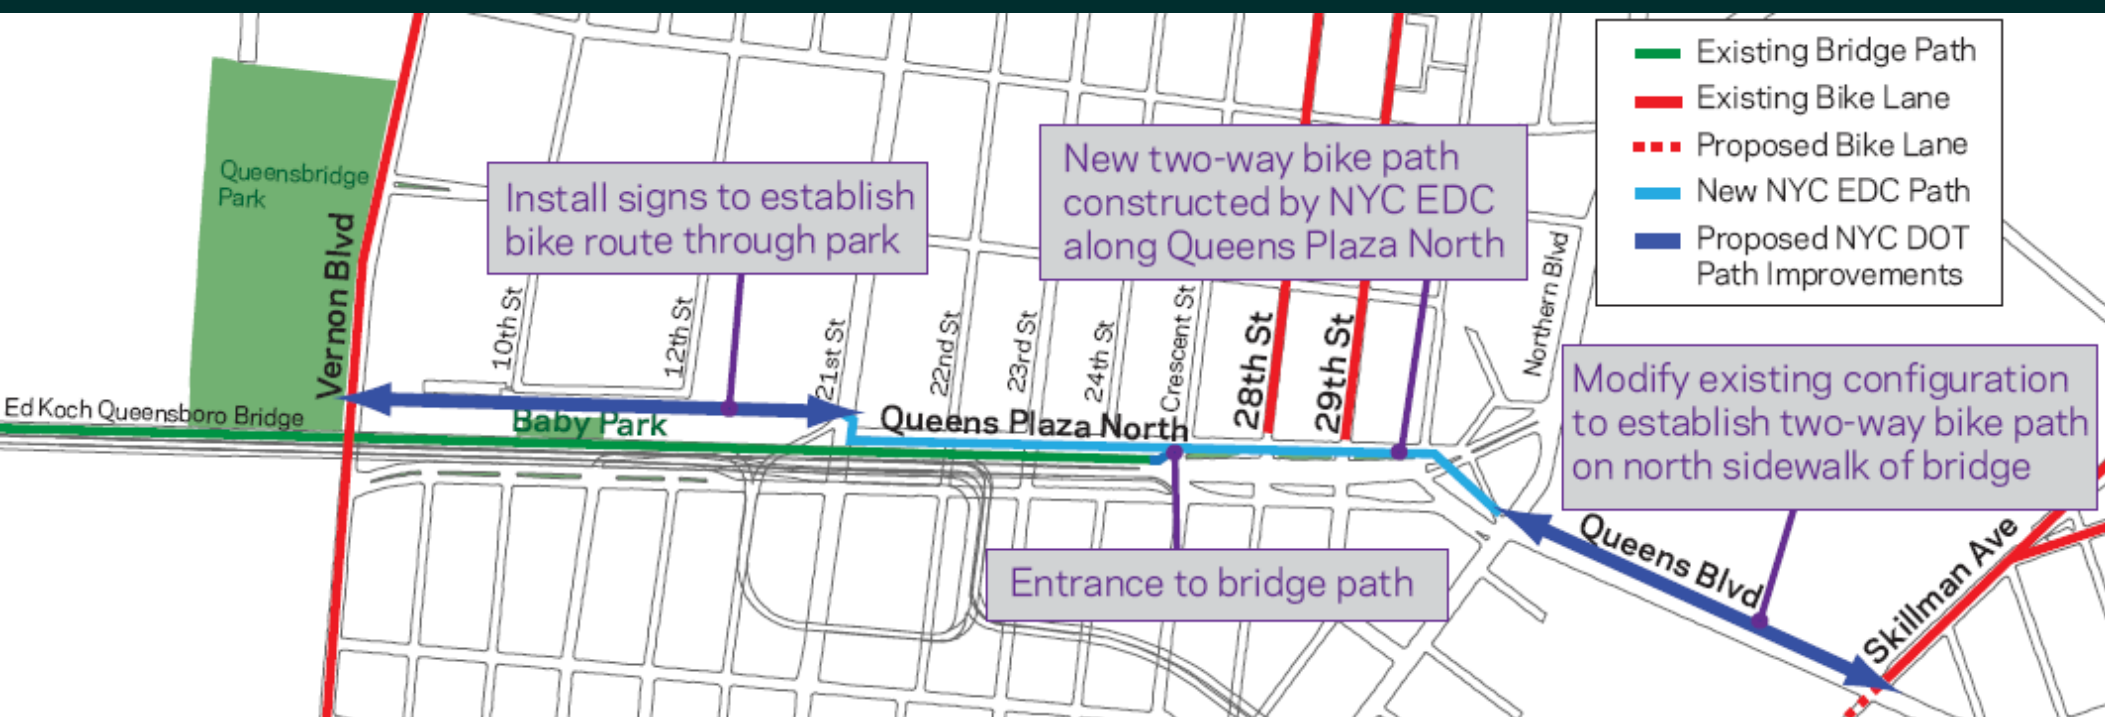 Existing Bridge Path
Existing Bike Lane
Proposed Bike Lane
New NYC EDC Path
Proposed NYC DOT
Path Improvements
Queensbridge
Park
Vernon Blvd
Install signs to establish
bike route through park
New two-way bike path
constructed by NYC EDC
along Queens Plaza North
10th St
12th St
21st St
22nd St
23rd St
24th St
Crescent St
28th St
29th St
Northern Blvd
Modify existing configuration
to establish two-way bike path
on north sidewalk of bridge
Ed Koch Queensboro Bridge
Baby Park
Queens Plaza North
Entrance to bridge path
Queens Blvd
Skillman Ave